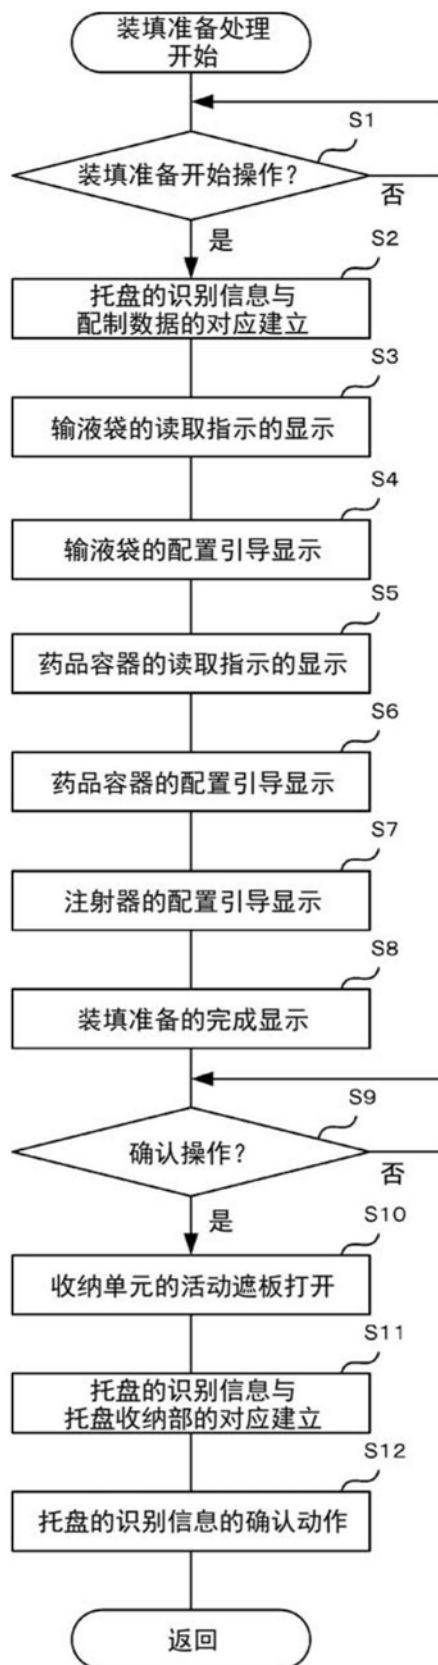 装填准备处理
开始
S1
装填准备开始操作？
否
是
S2
托盘的识别信息与
配制数据的对应建立
S3
输液袋的读取指示的显示
S4
输液袋的配置引导显示
S5
药品容器的读取指示的显示
S6
药品容器的配置引导显示
S7
注射器的配置引导显示
S8
装填准备的完成显示
S9
确认操作？
否
是
S10
收纳单元的活动遮板打开
S11
托盘的识别信息与
托盘收纳部的对应建立
S12
托盘的识别信息的确认动作
返回